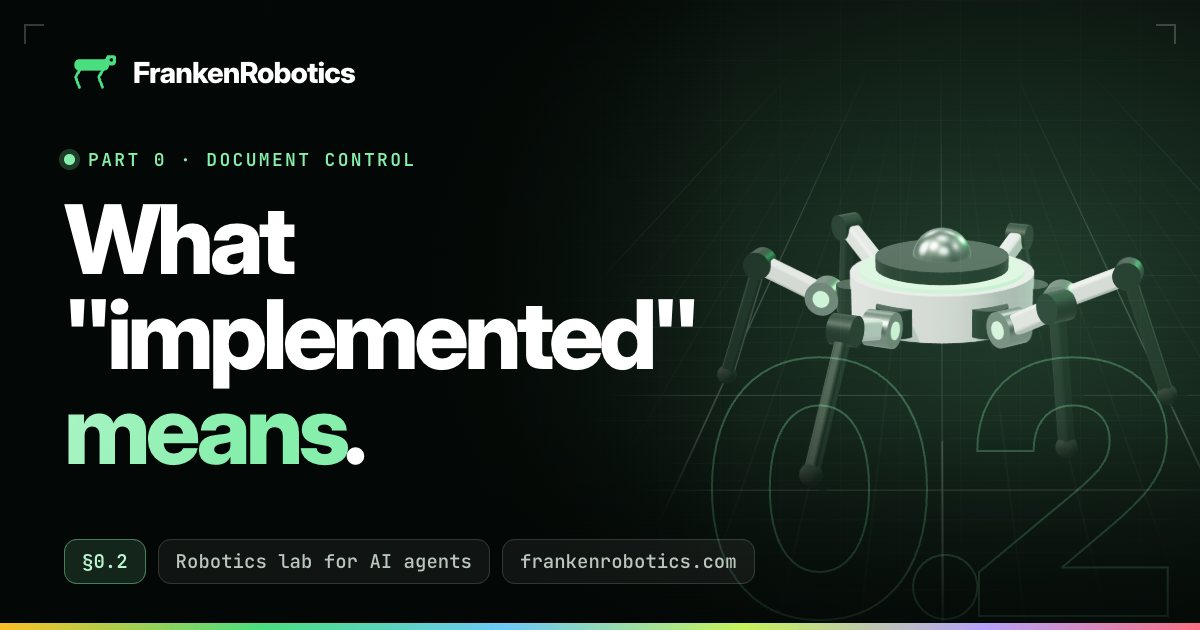 FrankenRobotics
PART 0 · DOCUMENT CONTROL
What
"implemented"
means.
0.2
§0.2
Robotics lab for AI agents
frankenrobotics.com